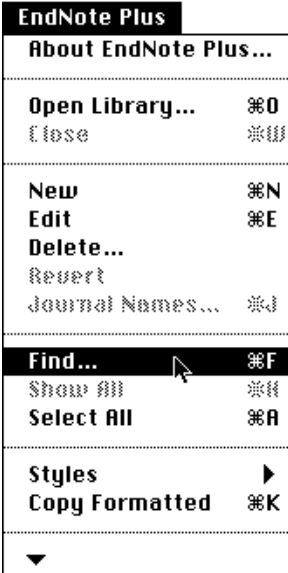 EndNote Plus
About EndNote Plus...
Open Library... ⌘O
Close ⌘W
New ⌘N
Edit ⌘E
Delete...
Revert
Journal Names... ⌘J
Find... ⌘F
Show All ⌘H
Select All ⌘A
Styles ▶
Copy Formatted ⌘K